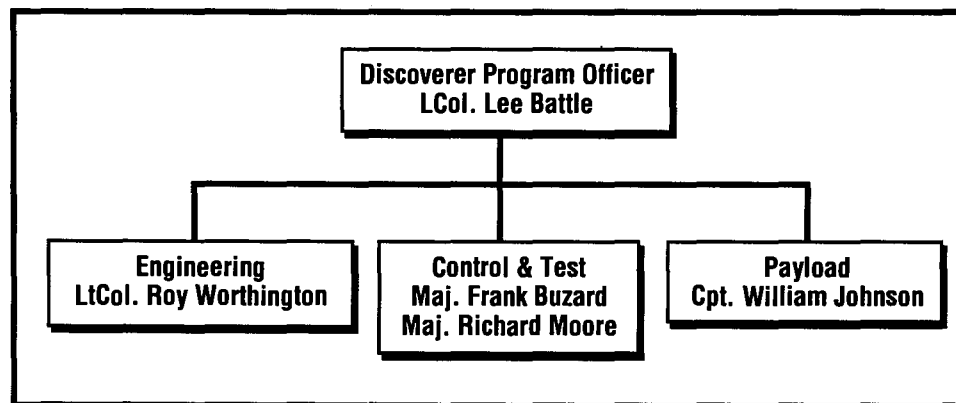 Discoverer Program Officer
LCol. Lee Battle
Engineering
LtCol. Roy Worthington
Control & Test
Maj. Frank Buzard
Maj. Richard Moore
Payload
Cpt. William Johnson